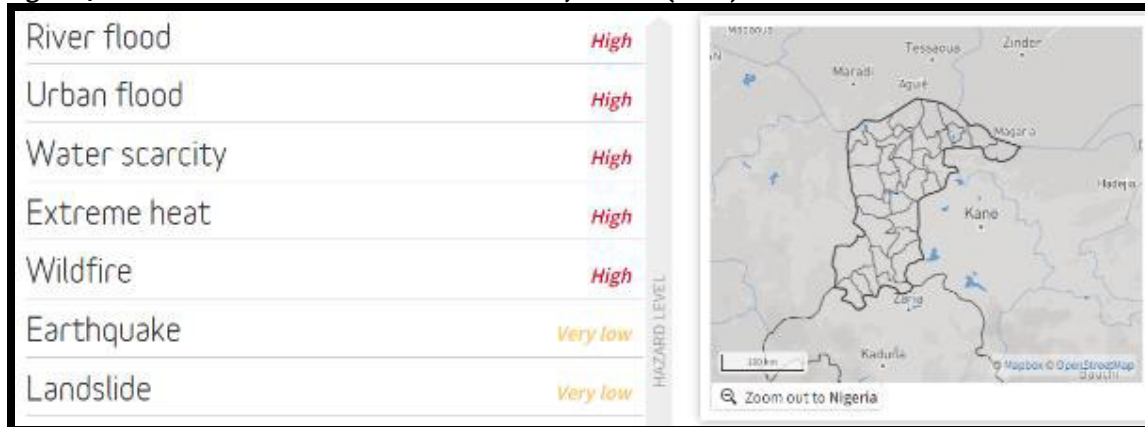 River flood High
Urban flood High
Water scarcity High
Extreme heat High
Wildfire High
Earthquake Very low
Landslide Very low
HAZARD LEVEL
Tessaoua Zinder
Maradi
Aguié
Magaria
Kano
Zaria
Kaduna
© Mapbox © OpenStreetMap
Bauchi
Zoom out to Nigeria